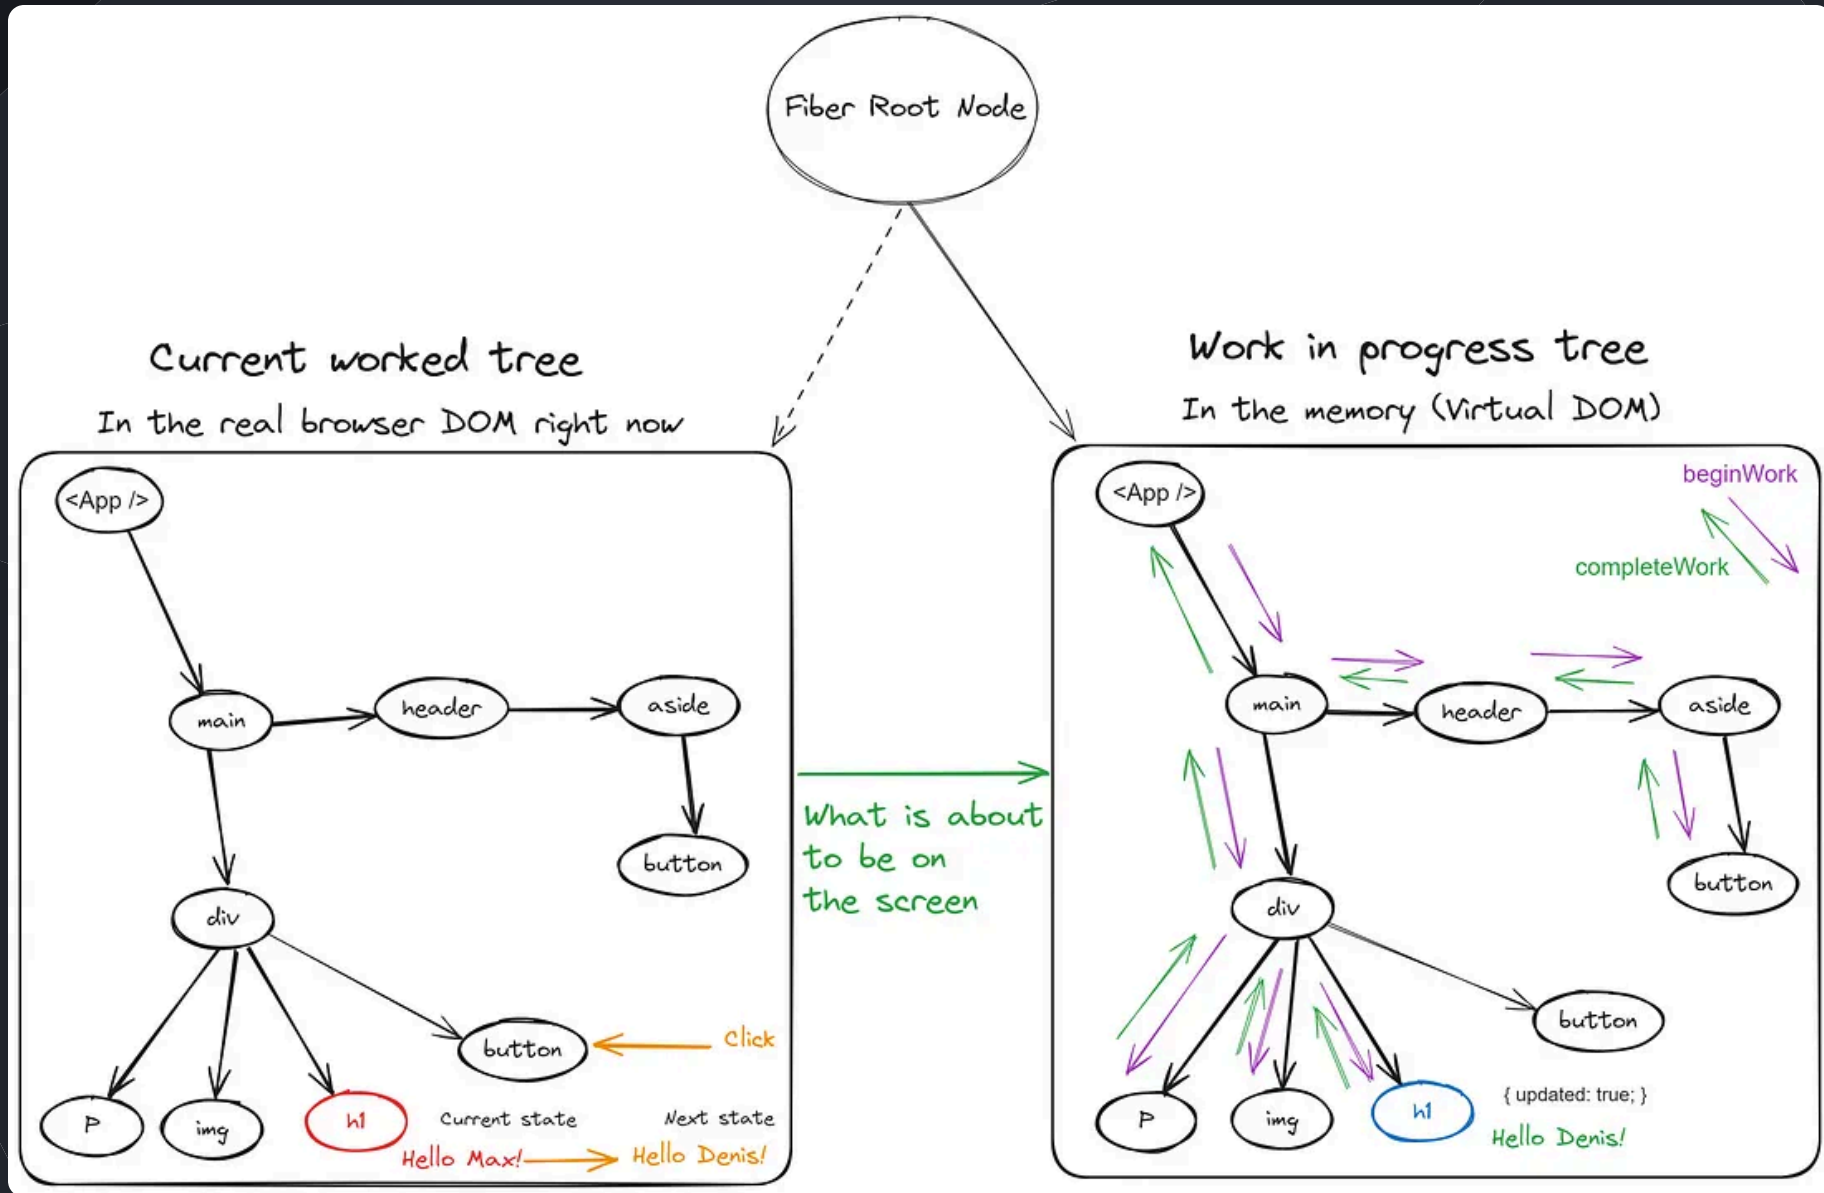 Fiber Root Node
Current worked tree
In the real browser DOM right now
<App />
main
header
aside
button
div
button
Click
P
img
h1
Current state
Next state
Hello Max!
Hello Denis!
What is about
to be on
the screen
Work in progress tree
In the memory (Virtual DOM)
<App />
beginWork
completeWork
main
header
aside
button
div
button
P
img
h1
{ updated: true; }
Hello Denis!